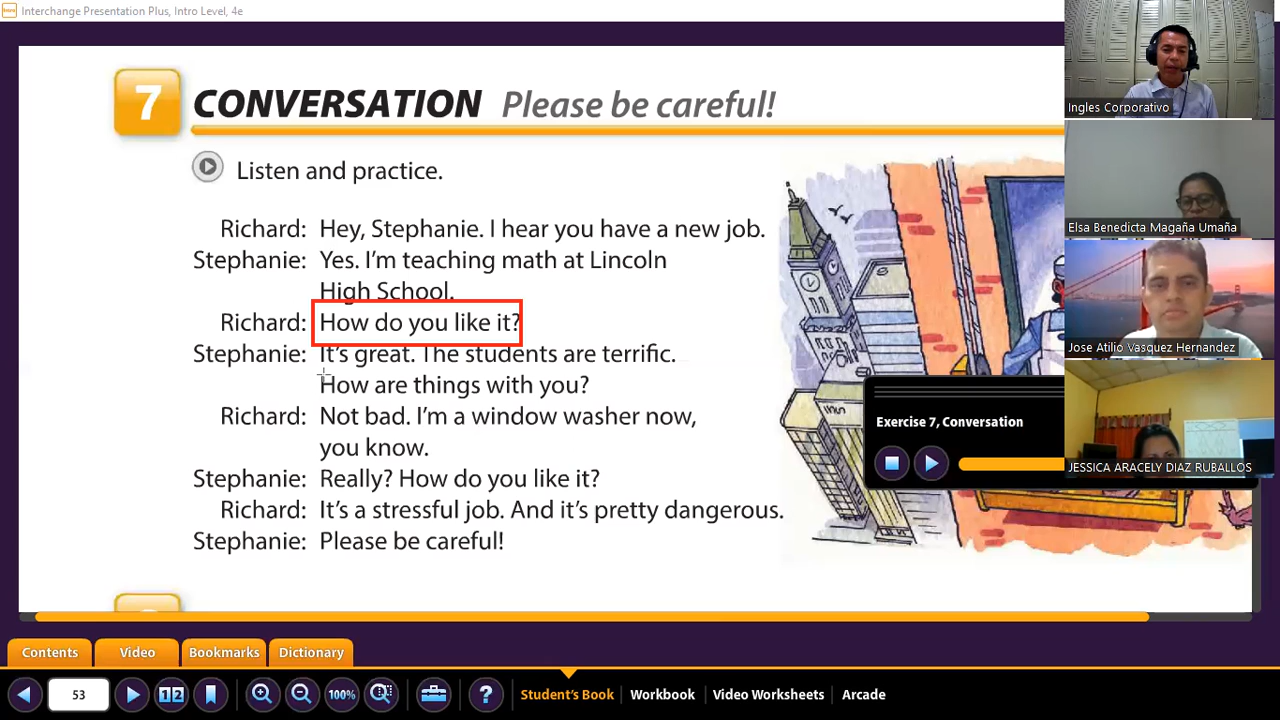 Interchange Presentation Plus, Intro Level, 4e
7 CONVERSATION Please be careful!
Listen and practice.
Richard: Hey, Stephanie. I hear you have a new job.
Stephanie: Yes. I'm teaching math at Lincoln
High School.
Richard: How do you like it?
Stephanie: It's great. The students are terrific.
How are things with you?
Richard: Not bad. I'm a window washer now,
you know.
Stephanie: Really? How do you like it?
Richard: It's a stressful job. And it's pretty dangerous.
Stephanie: Please be careful!
Exercise 7, Conversation
Ingles Corporativo
Elsa Benedicta Magaña Umaña
Jose Atilio Vasquez Hernandez
JESSICA ARACELY DIAZ RUBALLOS
Contents Video Bookmarks Dictionary
53 1 2 100% ? Student's Book Workbook Video Worksheets Arcade